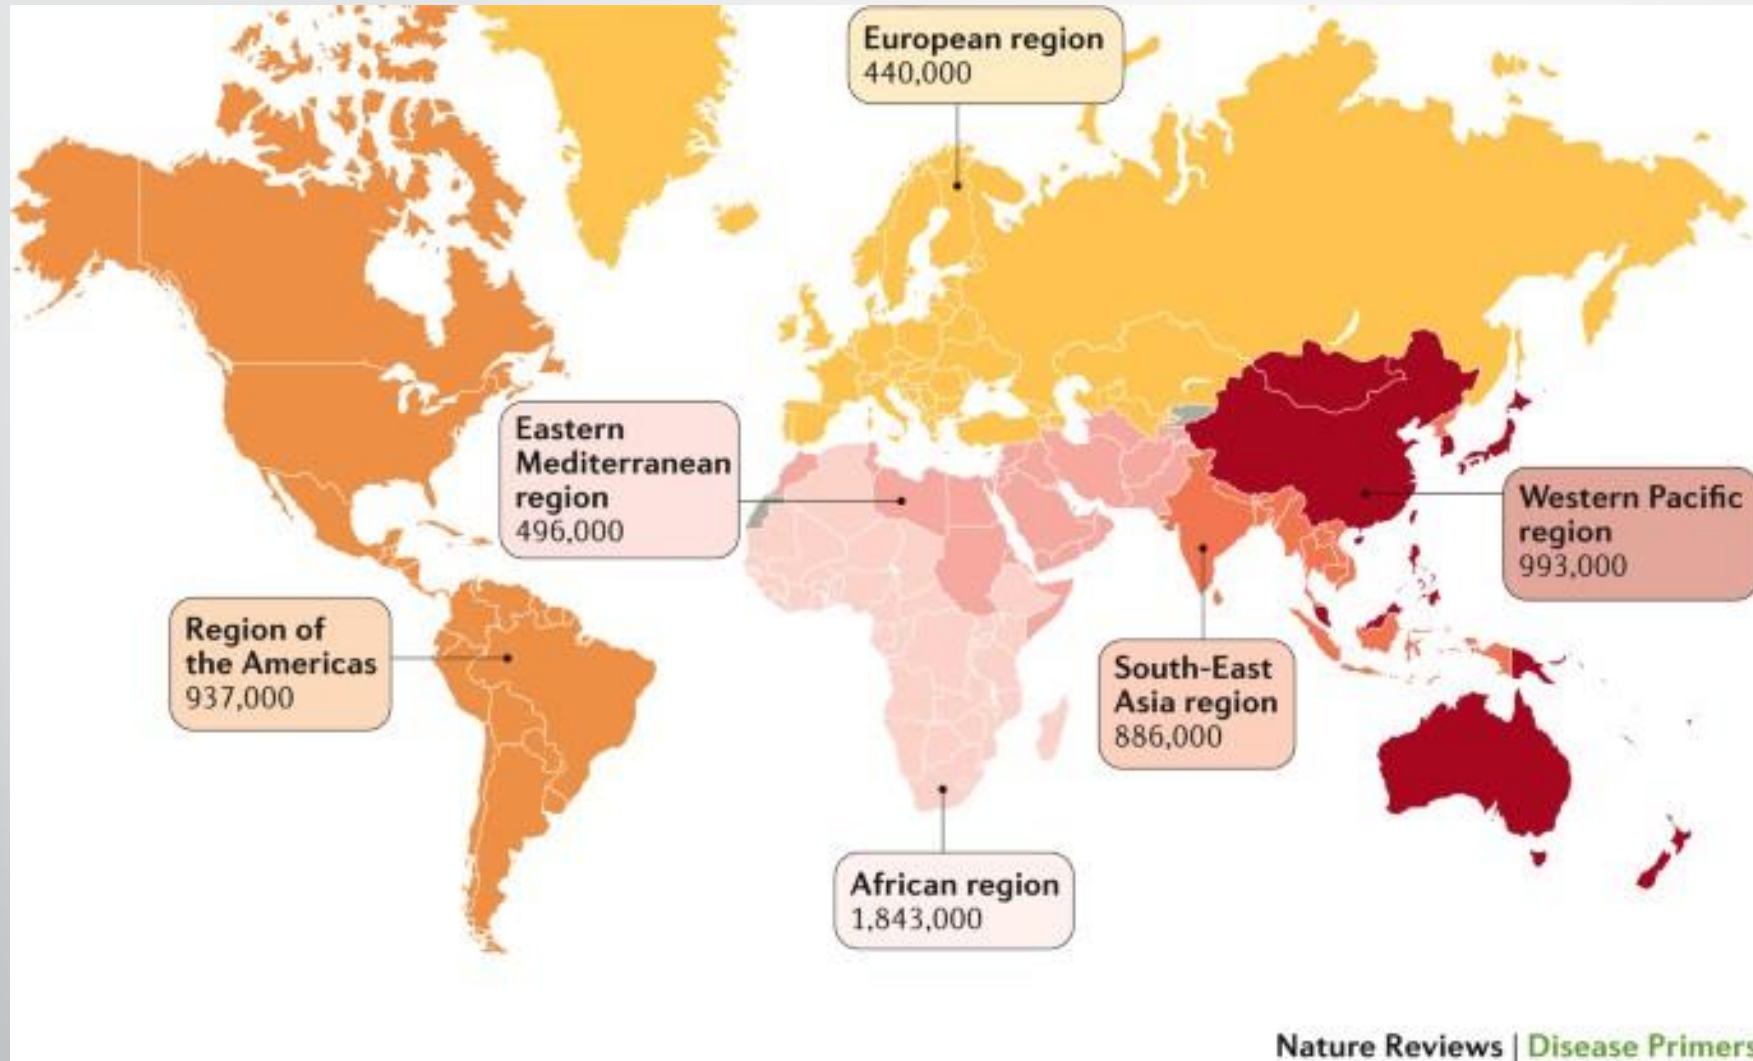 European region
440,000
Eastern
Mediterranean
region
496,000
Western Pacific
region
993,000
Region of
the Americas
937,000
South-East
Asia region
886,000
African region
1,843,000
Nature Reviews | Disease Primers